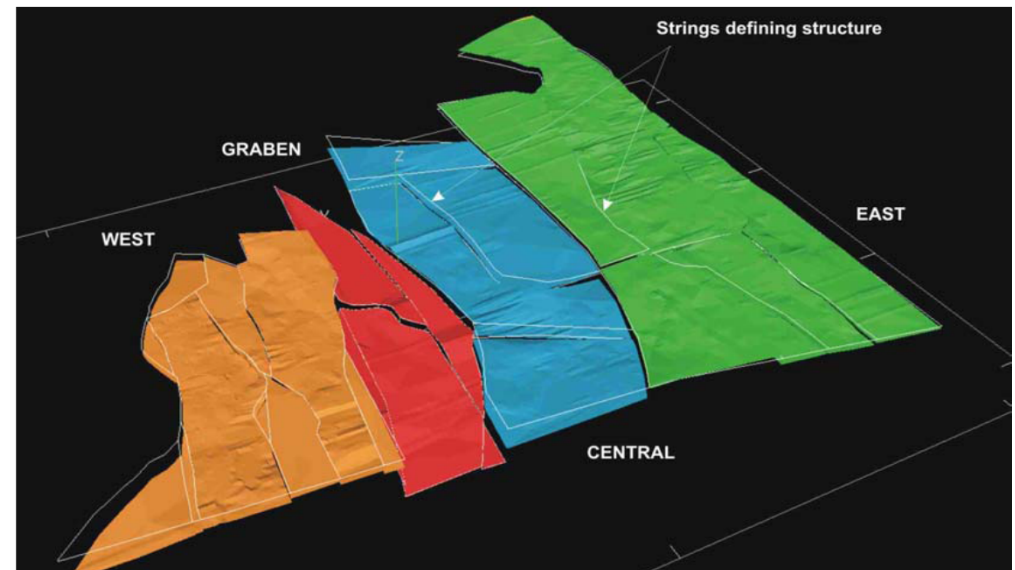 Strings defining structure
GRABEN
Z
EAST
WEST
CENTRAL